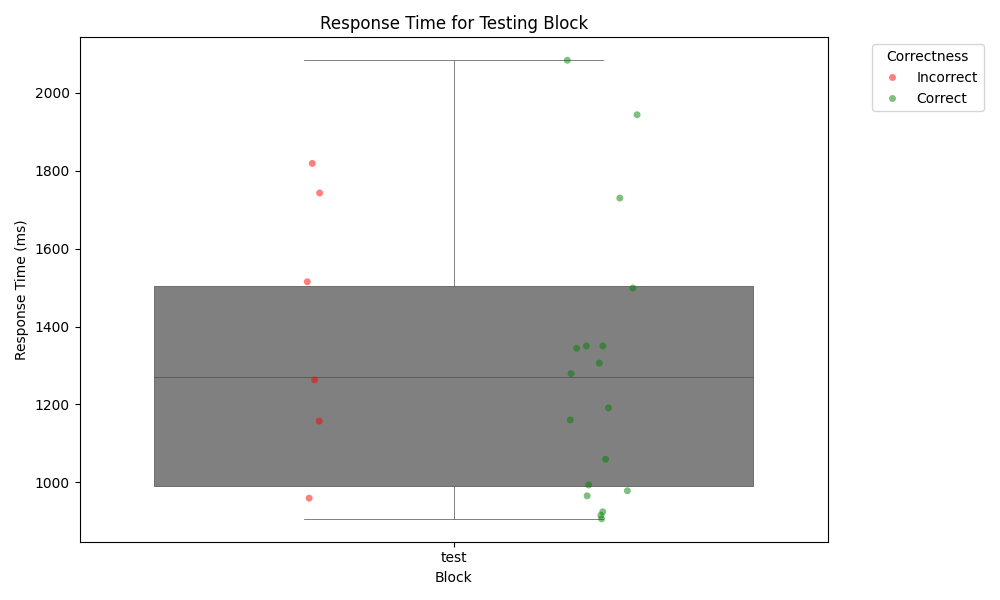 Response Time for Testing Block
Correctness
Incorrect
Correct
Response Time (ms)
2000
1800
1600
1400
1200
1000
test
Block